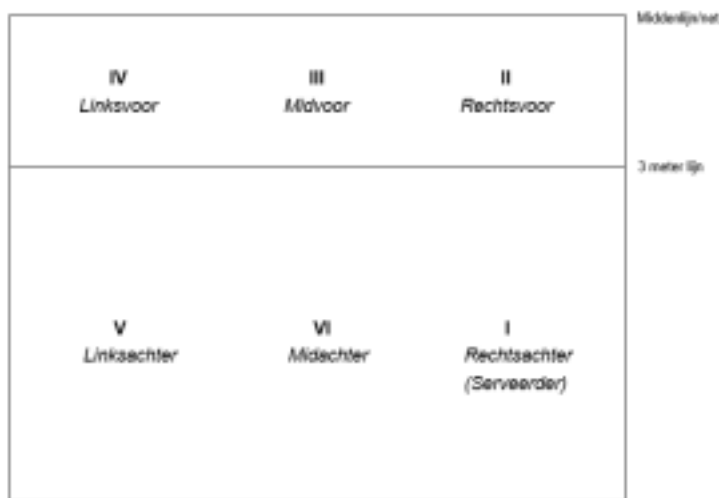 Middenlijn/net
IV III II
Linksvoor Midvoor Rechtsvoor
3 meter lijn
V VI I
Linksachter Midachter Rechtsachter
(Serveerder)